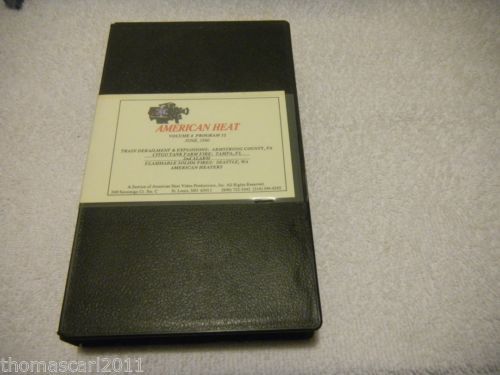 AMERICAN HEAT
VOLUME 4 PROGRAM 12
JUNE, 1990
TRAIN DERAILMENT & EXPLOSIONS: ARMSTRONG COUNTY, PA
CITGO TANK FARM FIRE: TAMPA, FL
2nd ALARM
FLAMMABLE SOLIDS FIRES: SEATTLE, WA
AMERICAN HEATERS
A Service of American Heat Video Productions, Inc. All Rights Reserved.
St. Louis, MO
thomascarl2011